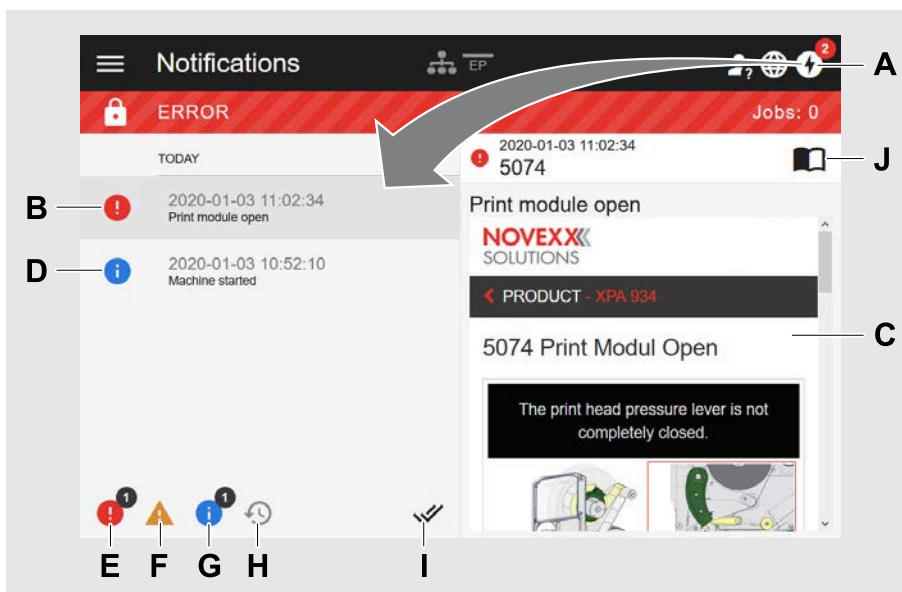 Notifications
EP
2
A
ERROR
Jobs: 0
TODAY
2020-01-03 11:02:34
5074
J
B
2020-01-03 11:02:34
Print module open
Print module open
NOVEXX
SOLUTIONS
D
2020-01-03 10:52:10
Machine started
PRODUCT - XPA 934
5074 Print Modul Open
C
The print head pressure lever is not
completely closed.
1
1
E
F
G
H
I